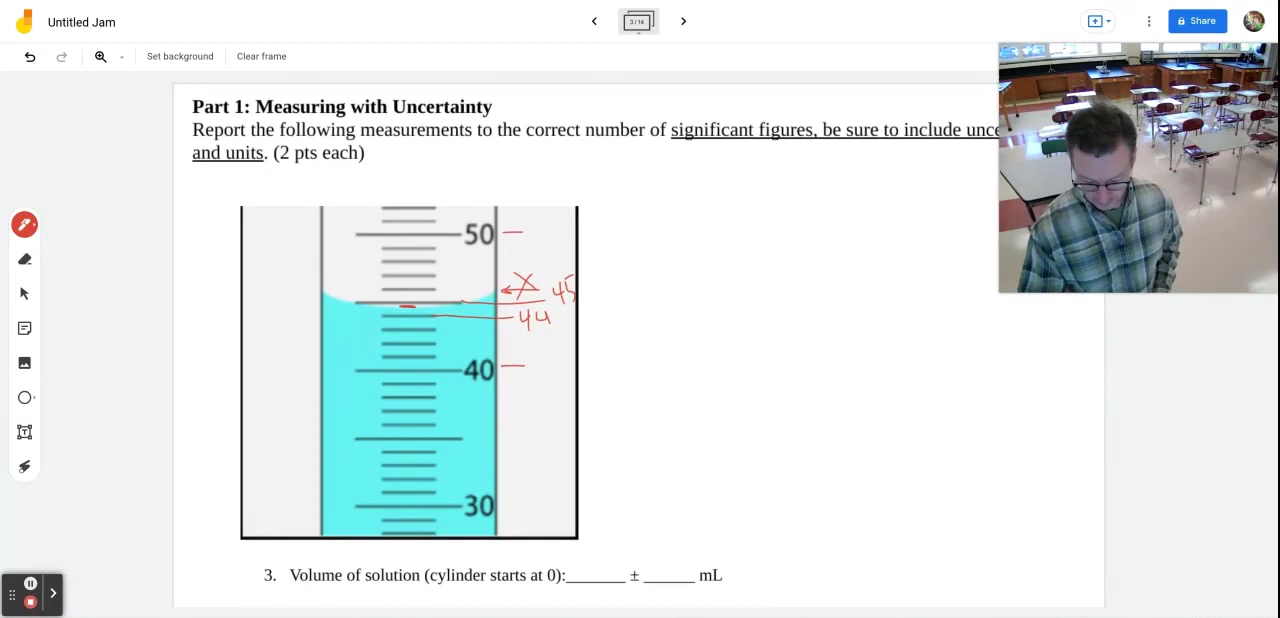 Untitled Jam
3 / 14
Share
Set background
Clear frame
Part 1: Measuring with Uncertainty
Report the following measurements to the correct number of significant figures, be sure to include unce
and units. (2 pts each)
50
X
45
44
40
30
3. Volume of solution (cylinder starts at 0):_______ ± ______ mL